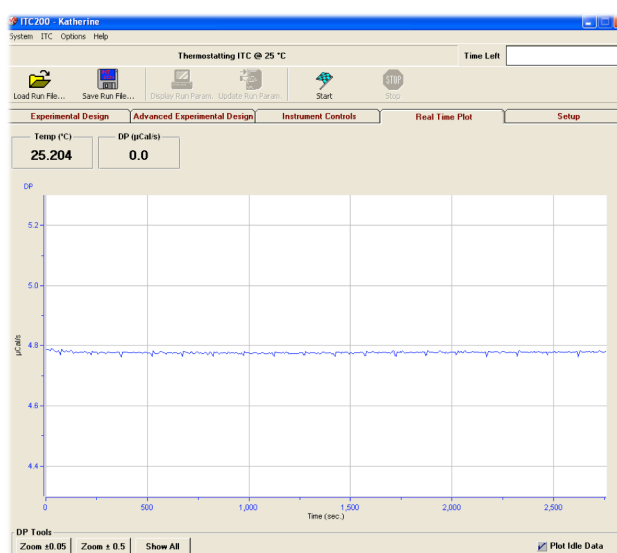 ITC200 - Katherine
System ITC Options Help
Thermostatting ITC @ 25 °C Time Left
Load Run File... Save Run File... Display Run Param. Update Run Param. Start Stop
STOP
Experimental Design Advanced Experimental Design Instrument Controls Real Time Plot Setup
Temp (°C) DP (µCal/s)
25.204 0.0
DP
5.2
5.0
4.8
4.6
4.4
µCal/s
0 500 1,000 1,500 2,000 2,500
Time (sec.)
DP Tools
Zoom ±0.05 Zoom ± 0.5 Show All Plot Idle Data